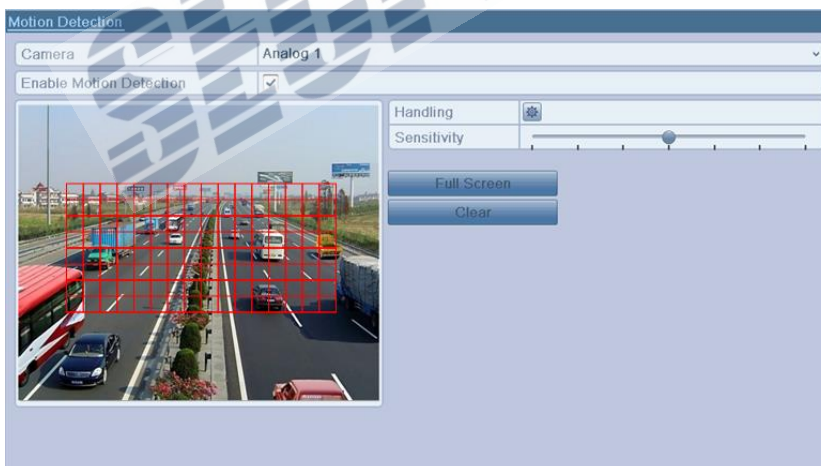 Motion Detection
Camera
Analog 1
Enable Motion Detection
Handling
Sensitivity
Full Screen
Clear